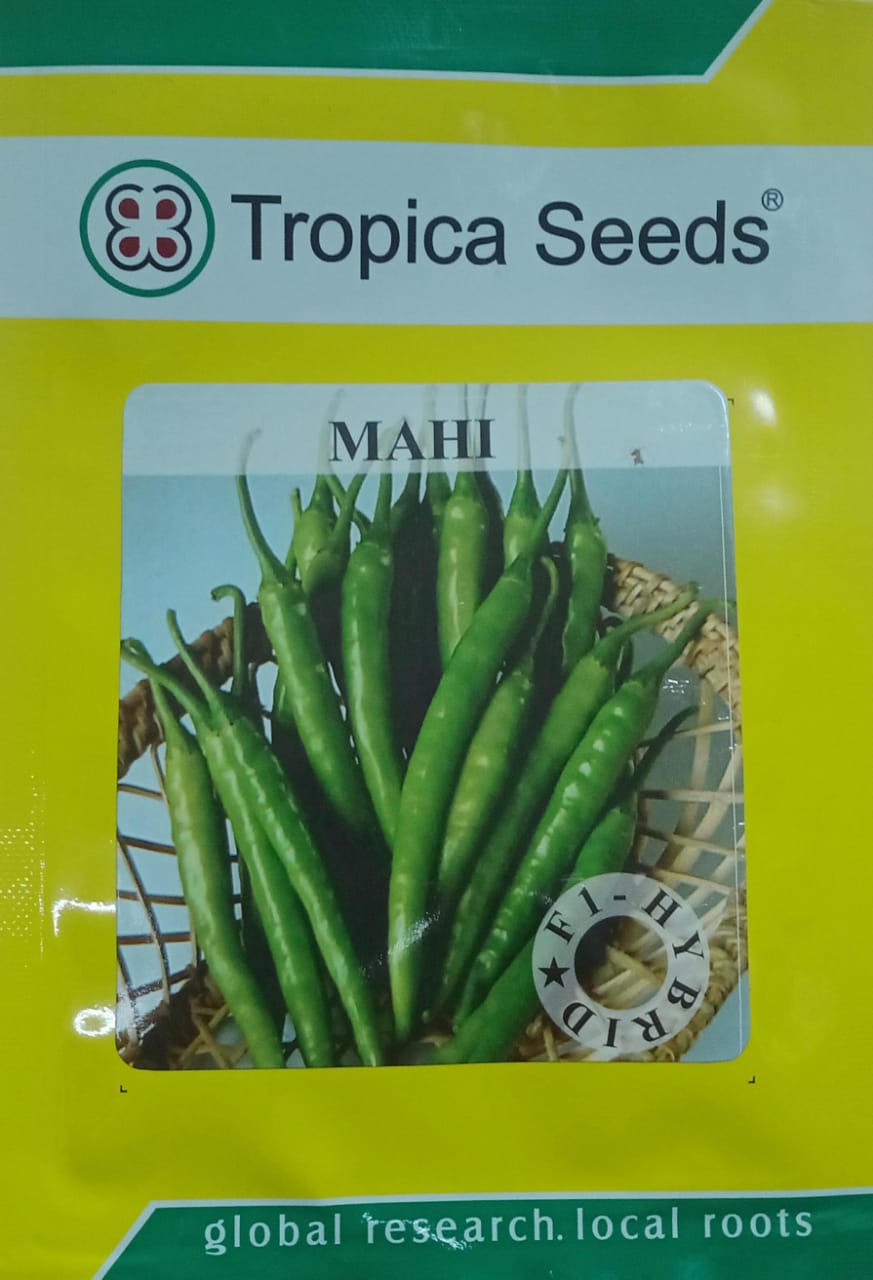 Tropica Seeds®
MAHI
★ F1-HYBRID
global research. local roots